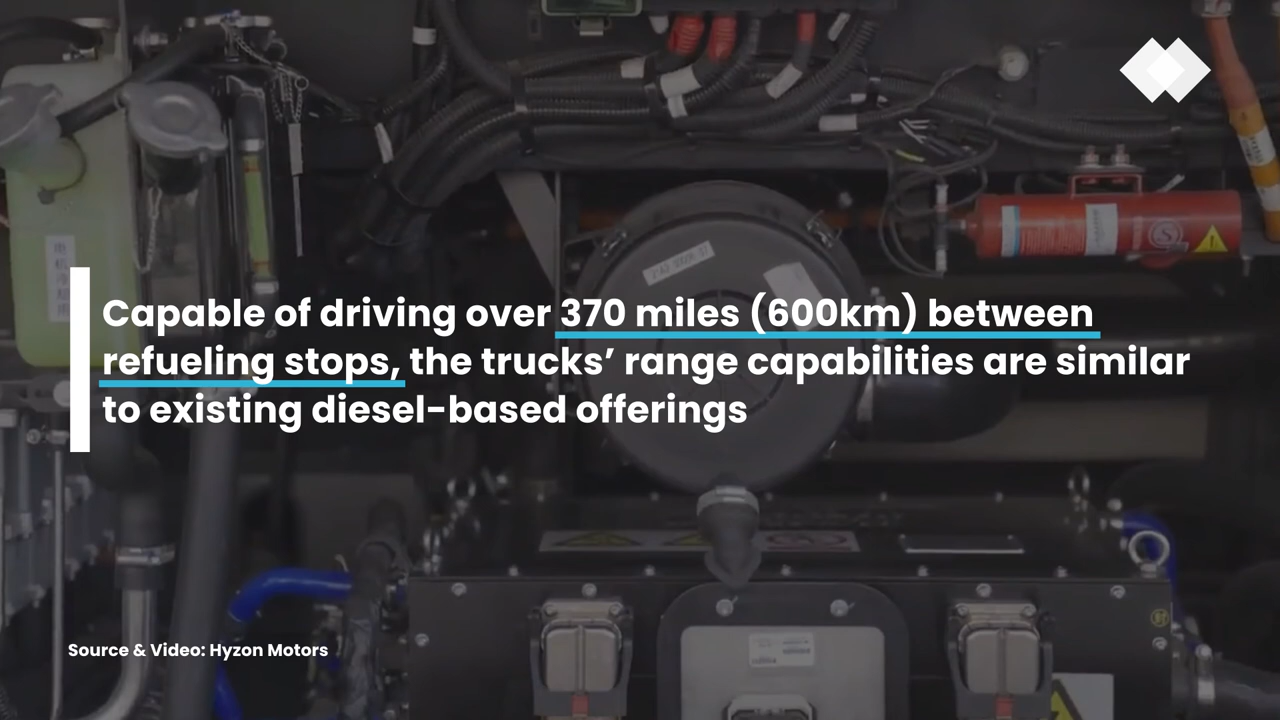 Capable of driving over 370 miles (600km) between
refueling stops, the trucks’ range capabilities are similar
to existing diesel-based offerings
Source & Video: Hyzon Motors